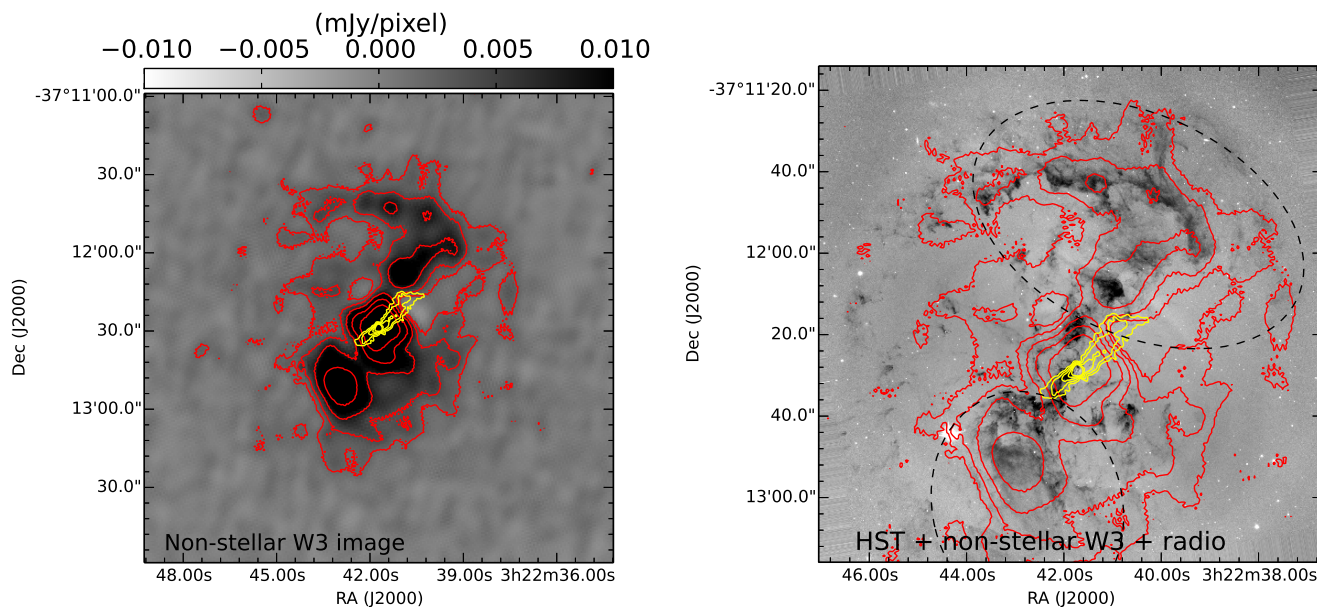 (mJy/pixel)
−0.010 −0.005 0.000 0.005 0.010
-37°11'00.0"
30.0"
12'00.0"
30.0"
13'00.0"
30.0"
Dec (J2000)
Non-stellar W3 image
48.00s 45.00s 42.00s 39.00s 3h22m36.00s
RA (J2000)
-37°11'20.0"
40.0"
12'00.0"
20.0"
40.0"
13'00.0"
Dec (J2000)
HST + non-stellar W3 + radio
46.00s 44.00s 42.00s 40.00s 3h22m38.00s
RA (J2000)